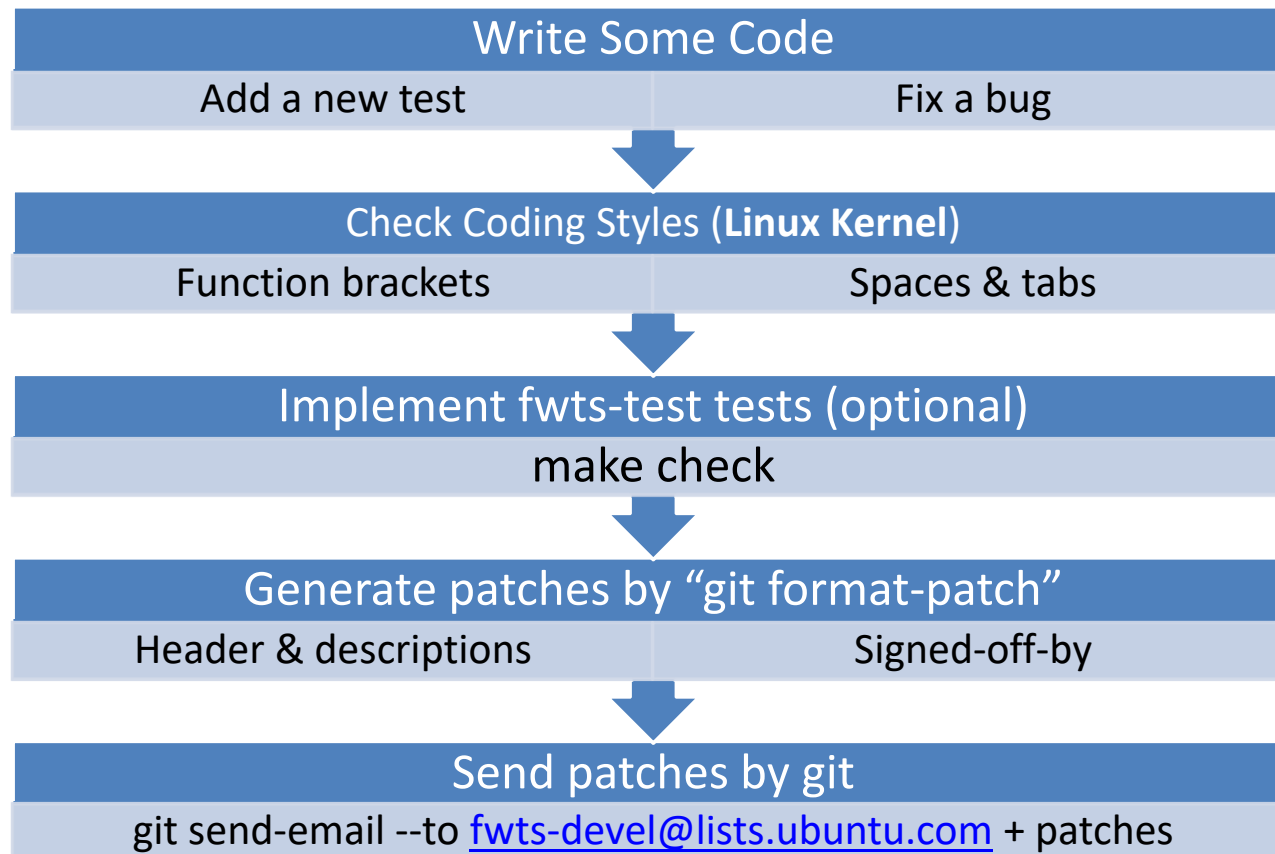 Write Some Code
Add a new test
Fix a bug
Check Coding Styles (Linux Kernel)
Function brackets
Spaces & tabs
Implement fwts-test tests (optional)
make check
Generate patches by “git format-patch”
Header & descriptions
Signed-off-by
Send patches by git
git send-email --to fwts-devel@lists.ubuntu.com + patches